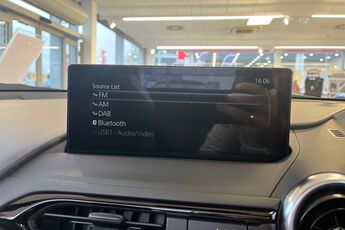 16:06
Source List
FM
AM
DAB
Bluetooth
USB1 - Audio/Video